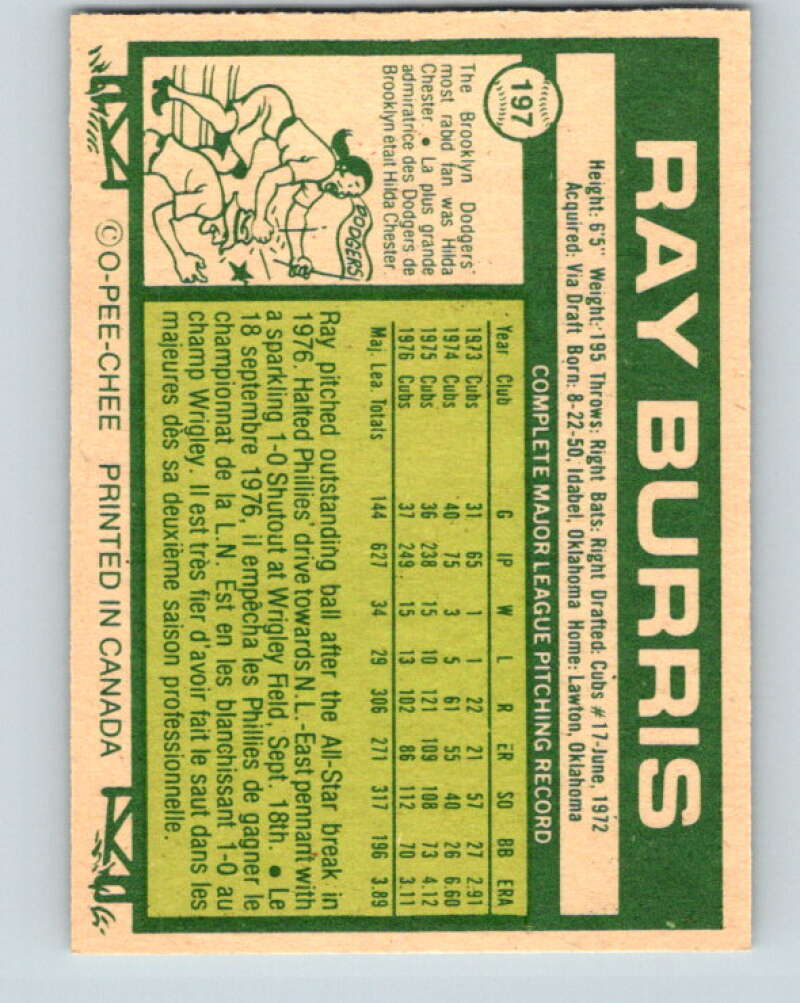 197
RAY BURRIS
Height: 6'5" Weight: 195 Throws: Right Bats: Right Drafted: Cubs #17-June, 1972
Acquired: Via Draft Born: 8-22-50, Idabel, Oklahoma Home: Lawton, Oklahoma
COMPLETE MAJOR LEAGUE PITCHING RECORD
Year Club G IP W L R ER SO BB ERA
1973 Cubs 31 65 1 1 22 21 57 27 2.91
1974 Cubs 40 75 3 5 61 55 40 26 6.60
1975 Cubs 36 238 15 10 121 109 108 73 4.12
1976 Cubs 37 249 15 13 102 86 112 70 3.11
Maj. Lea. Totals 144 627 34 29 306 271 317 196 3.89
Ray pitched outstanding ball after the All-Star break in
1976. Halted Phillies' drive towards N.L.-East pennant with
a sparkling 1-0 Shutout at Wrigley Field, Sept. 18th. • Le
18 septembre 1976, il empêcha les Phillies de gagner le
championnat de la L.N. Est en les blanchissant 1-0 au
champ Wrigley. Il est très fier d'avoir fait le saut dans les
majeures dès sa deuxième saison professionnelle.
The Brooklyn Dodgers'
most rabid fan was Hilda
Chester. • La plus grande
admiratrice des Dodgers de
Brooklyn était Hilda Chester.
DODGERS
© O-PEE-CHEE PRINTED IN CANADA